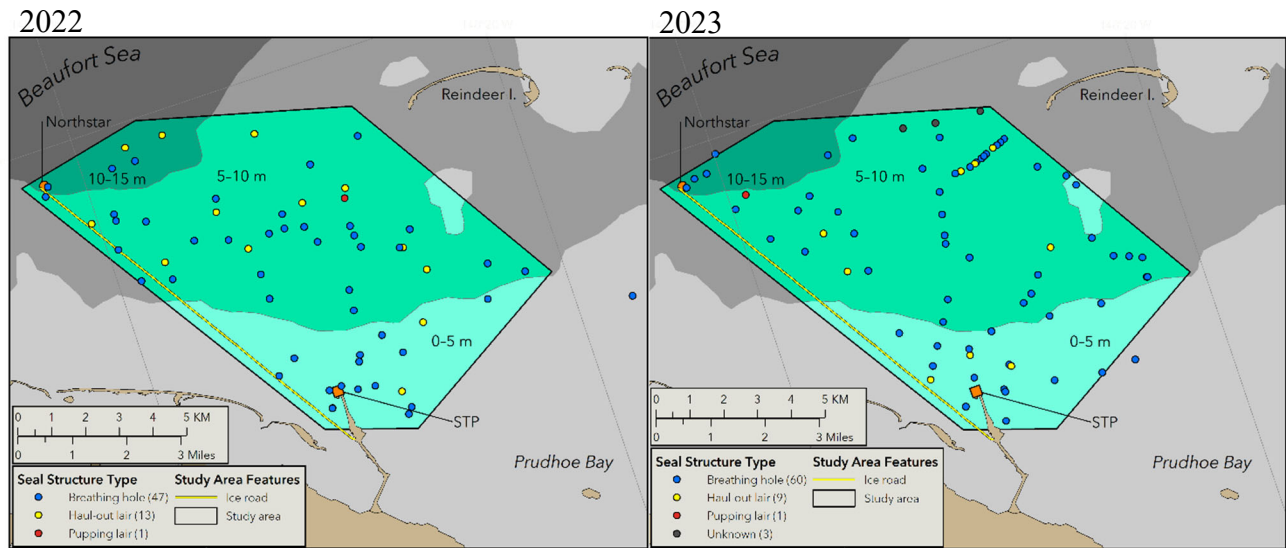 2022
Beaufort Sea
Northstar
Reindeer I.
10–15 m
5–10 m
0–5 m
0 1 2 3 4 5 KM
0 1 2 3 Miles
STP
Prudhoe Bay
Seal Structure Type
Breathing hole (47)
Haul-out lair (13)
Pupping lair (1)
Study Area Features
Ice road
Study area
2023
Beaufort Sea
Northstar
Reindeer I.
10–15 m
5–10 m
0–5 m
0 1 2 3 4 5 KM
0 1 2 3 Miles
STP
Prudhoe Bay
Seal Structure Type
Breathing hole (60)
Haul-out lair (9)
Pupping lair (1)
Unknown (3)
Study Area Features
Ice road
Study area